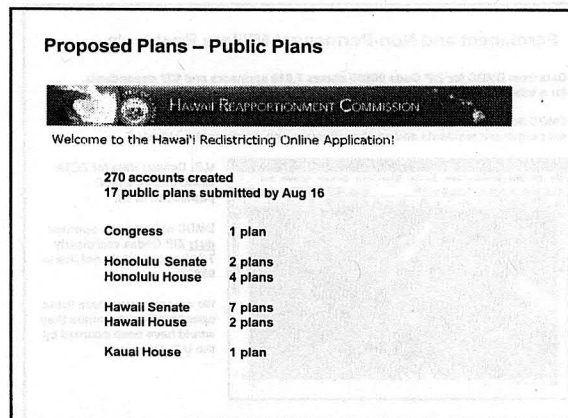 Proposed Plans – Public Plans
HAWAII REAPPORTIONMENT COMMISSION
Welcome to the Hawai'i Redistricting Online Application!
270 accounts created
17 public plans submitted by Aug 16
Congress 1 plan
Honolulu Senate 2 plans
Honolulu House 4 plans
Hawaii Senate 7 plans
Hawaii House 2 plans
Kauai House 1 plan